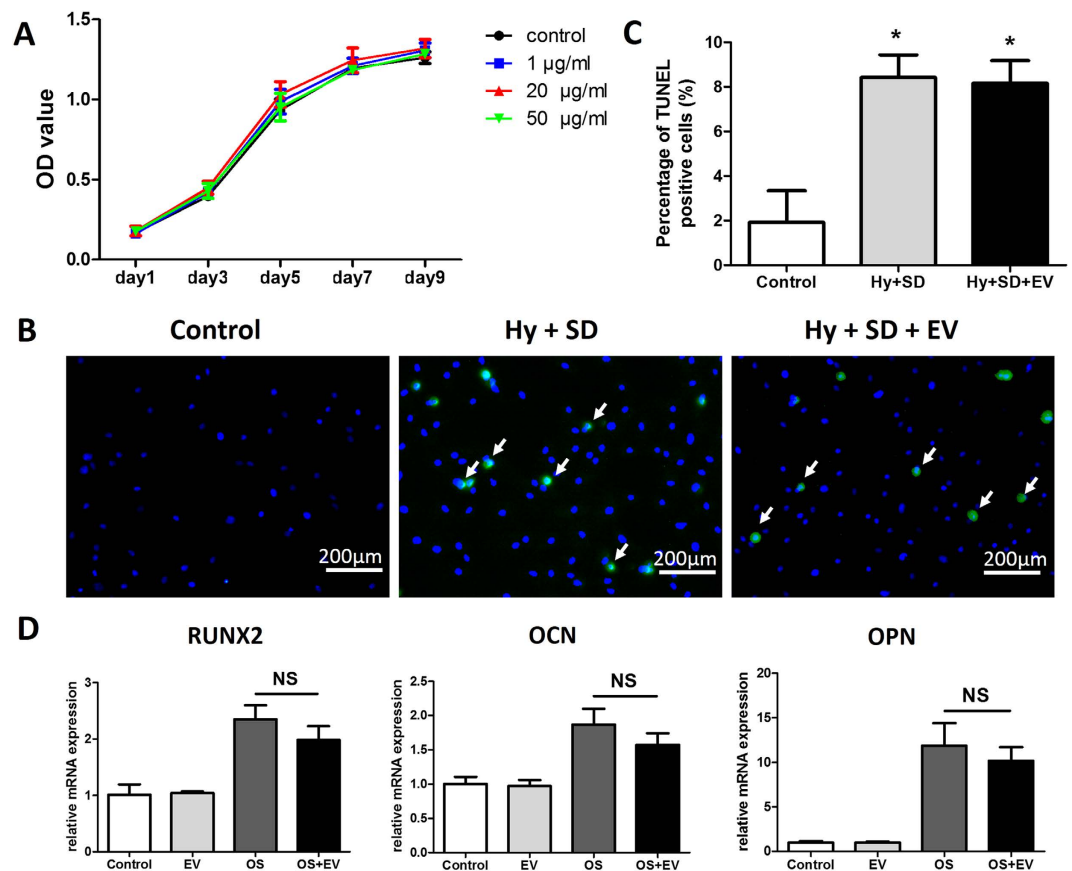 A
OD value
1.5
1.0
0.5
0.0
day1 day3 day5 day7 day9
control
1 µg/ml
20 µg/ml
50 µg/ml
C
Percentage of TUNEL
positive cells (%)
10
8
6
4
2
0
*
*
Control Hy+SD Hy+SD+EV
B
Control
Hy + SD
Hy + SD + EV
200µm
200µm
200µm
D
RUNX2
relative mRNA expression
3
2
1
0
NS
Control EV OS OS+EV
OCN
relative mRNA expression
2.5
2.0
1.5
1.0
0.5
0.0
NS
Control EV OS OS+EV
OPN
relative mRNA expression
20
15
10
5
0
NS
Control EV OS OS+EV